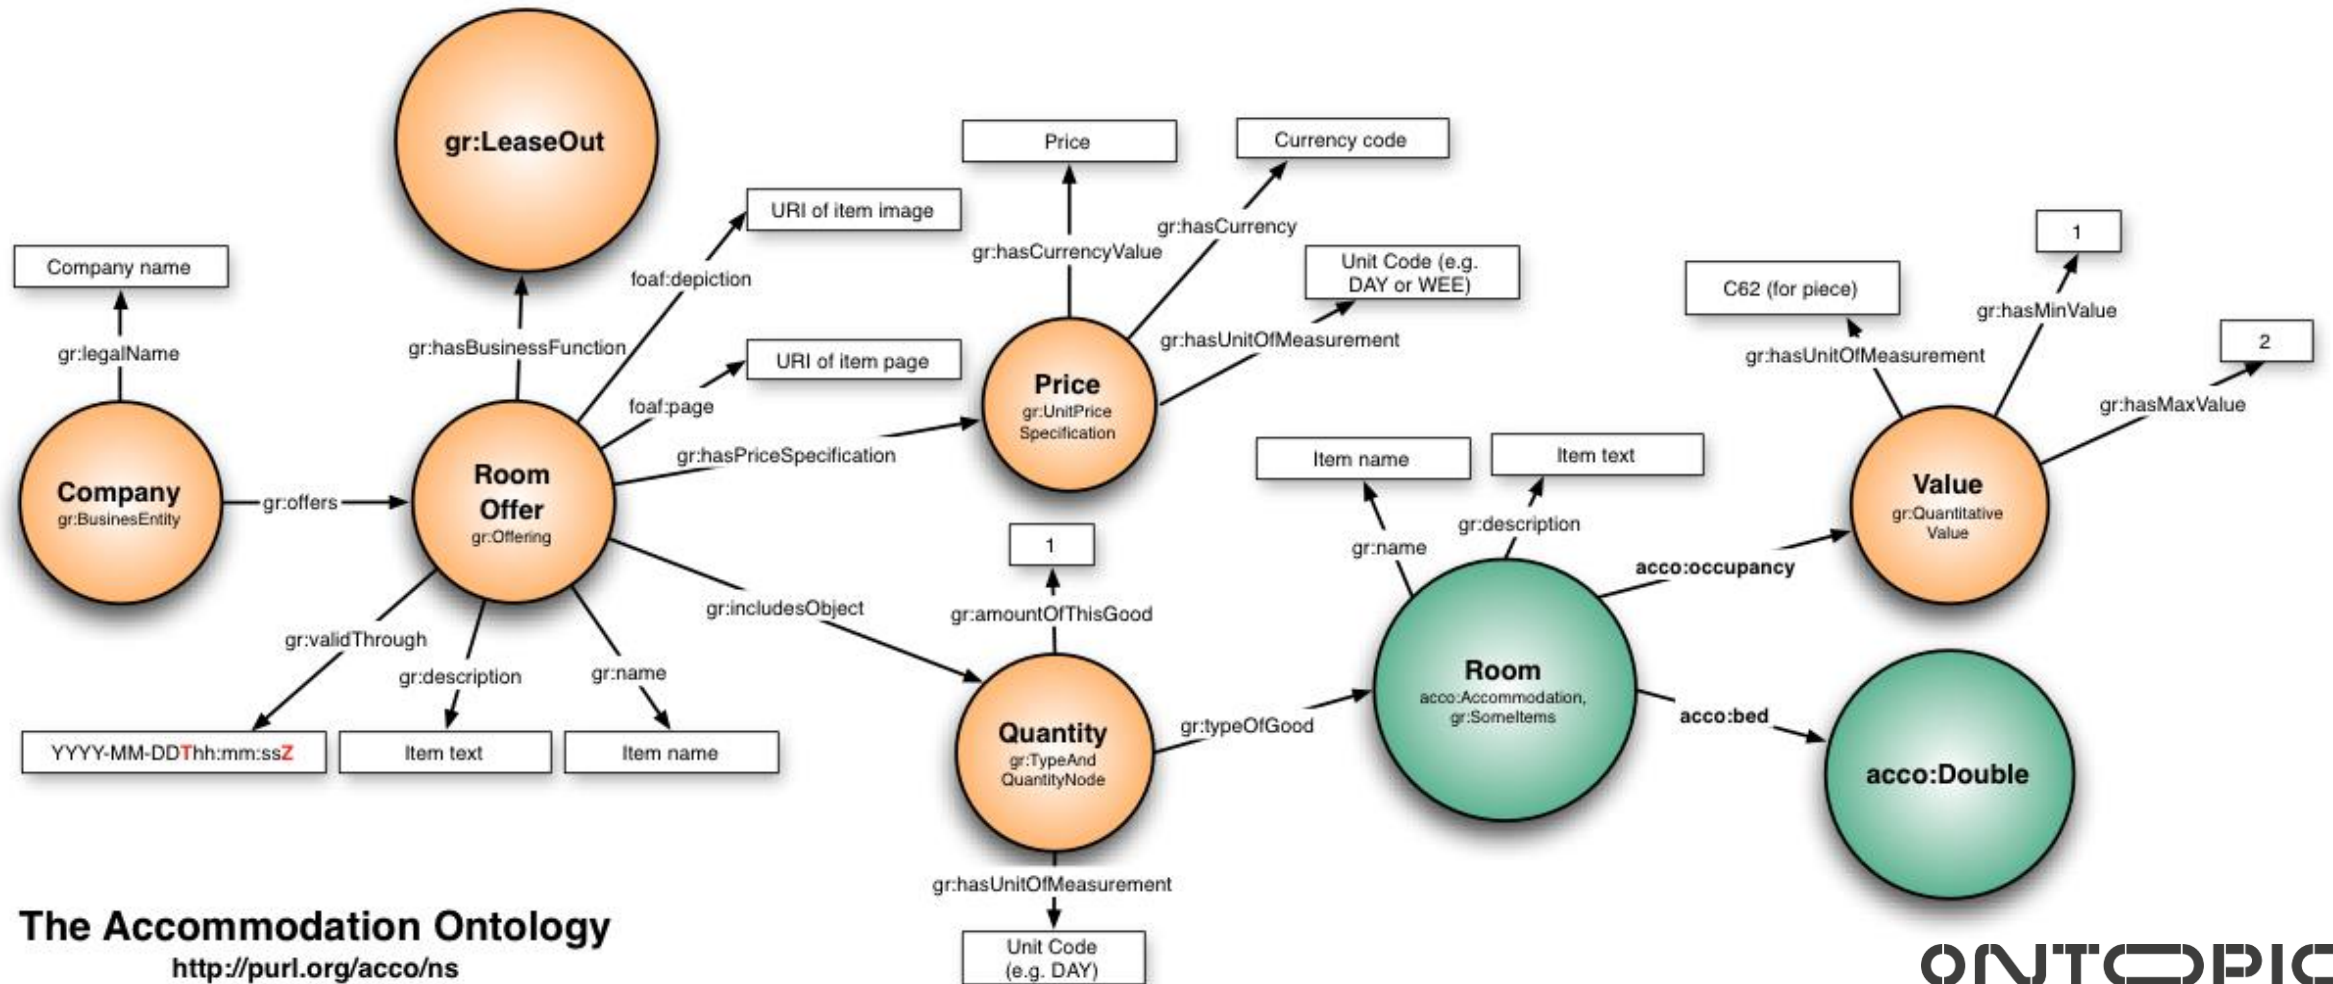 gr:LeaseOut
Price
Currency code
URI of item image
1
gr:hasCurrency
gr:hasCurrencyValue
Company name
foaf:depiction
Unit Code (e.g.
DAY or WEE)
C62 (for piece)
gr:hasMinValue
gr:legalName
gr:hasBusinessFunction
URI of item page
gr:hasUnitOfMeasurement
gr:hasUnitOfMeasurement
2
foaf:page
Price
gr:UnitPrice
Specification
gr:hasMaxValue
gr:hasPriceSpecification
Item name
Item text
Company
gr:BusinesEntity
gr:offers
Room
Offer
gr:Offering
Value
gr:Quantitative
Value
1
gr:name
gr:description
acco:occupancy
gr:includesObject
gr:amountOfThisGood
gr:validThrough
gr:description
gr:name
Room
acco:Accommodation,
gr:SomeItems
YYYY-MM-DDThh:mm:ssZ
Item text
Item name
Quantity
gr:TypeAnd
QuantityNode
gr:typeOfGood
acco:bed
acco:Double
gr:hasUnitOfMeasurement
Unit Code
(e.g. DAY)
The Accommodation Ontology
http://purl.org/acco/ns
ONTOPIC